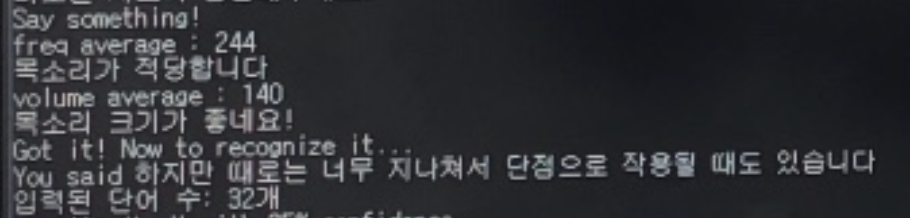 Say something!
freq average : 244
목소리가 적당합니다
volume average : 140
목소리 크기가 좋네요!
Got it! Now to recognize it...
You said 하지만 때로는 너무 지나쳐서 단점으로 작용될 때도 있습니다
입력된 단어 수: 32개